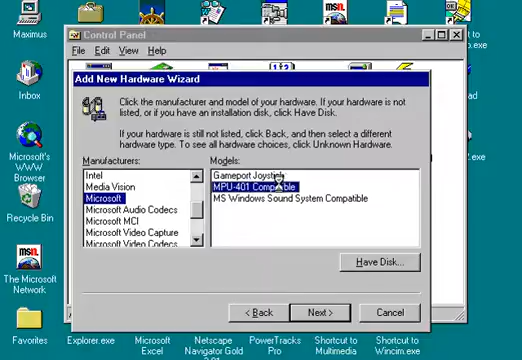 Maximus
Inbox
Microsoft's
WWW
Browser
Recycle Bin
The Microsoft
Network
Favorites
msn
msn
Control Panel
File Edit View Help
Add New Hardware Wizard
Click the manufacturer and model of your hardware. If your hardware is not
listed, or if you have an installation disk, click Have Disk.
If your hardware is still not listed, click Back, and then select a different
hardware type. To see all hardware choices, click Unknown Hardware.
Manufacturers:
Intel
Media Vision
Microsoft
Microsoft Audio Codecs
Microsoft MCI
Microsoft Video Capture
Microsoft Video Codecs
Models:
Gameport Joystick
MPU-401 Compatible
MS Windows Sound System Compatible
Have Disk...
< Back
Next >
Cancel
Explorer.exe
Microsoft
Excel
Netscape
Navigator Gold
PowerTracks
Pro
Shortcut to
Multimedia
Shortcut to
Wincim.exe